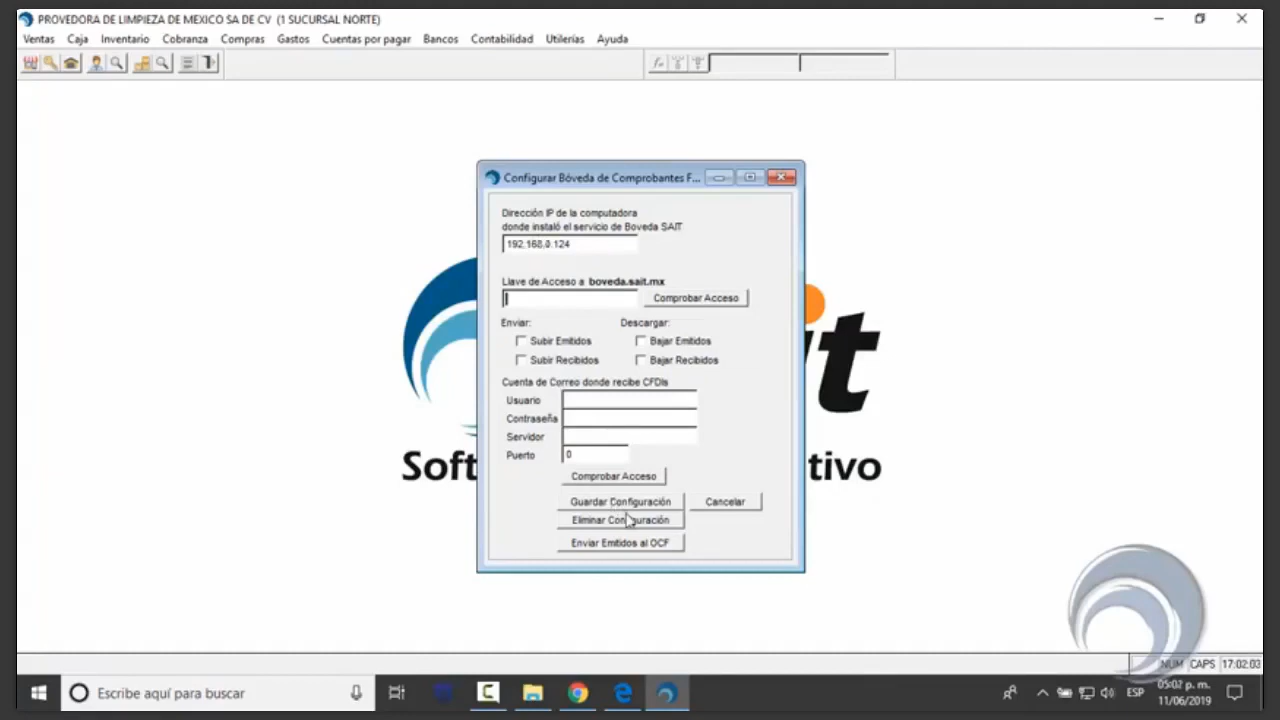 PROVEDORA DE LIMPIEZA DE MEXICO SA DE CV (1 SUCURSAL NORTE)
Ventas Caja Inventario Cobranza Compras Gastos Cuentas por pagar Bancos Contabilidad Utilerías Ayuda
Configurar Bóveda de Comprobantes F...
Dirección IP de la computadora
donde instaló el servicio de Boveda SAIT
192.168.0.124
Llave de Acceso a boveda.sait.mx
Comprobar Acceso
Enviar: Descargar:
Subir Emitidos Bajar Emitidos
Subir Recibidos Bajar Recibidos
Cuenta de Correo donde recibe CFDIs
Usuario
Contraseña
Servidor
Puerto 0
Comprobar Acceso
Guardar Configuración Cancelar
Eliminar Configuración
Enviar Emitidos al OCF
it
Soft tivo
NUM CAPS 17:02:03
Escribe aquí para buscar
ESP
05:02 p. m.
11/06/2019